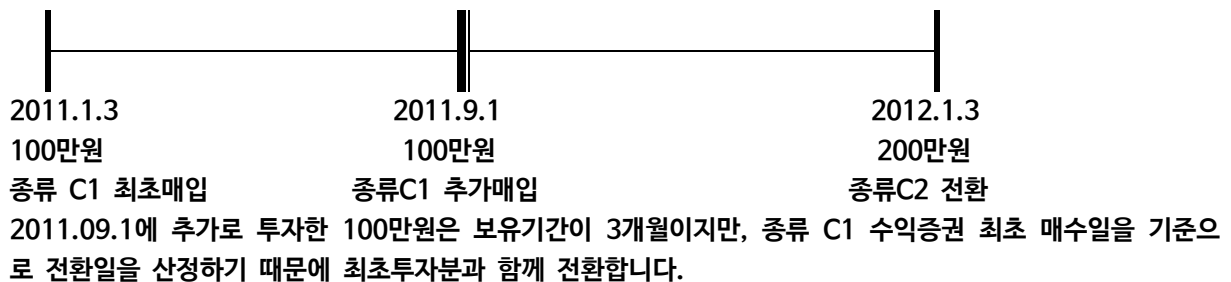 2011.1.3 2011.9.1 2012.1.3
100만원 100만원 200만원
종류 C1 최초매입 종류C1 추가매입 종류C2 전환
2011.09.1에 추가로 투자한 100만원은 보유기간이 3개월이지만, 종류 C1 수익증권 최초 매수일을 기준으
로 전환일을 산정하기 때문에 최초투자분과 함께 전환합니다.